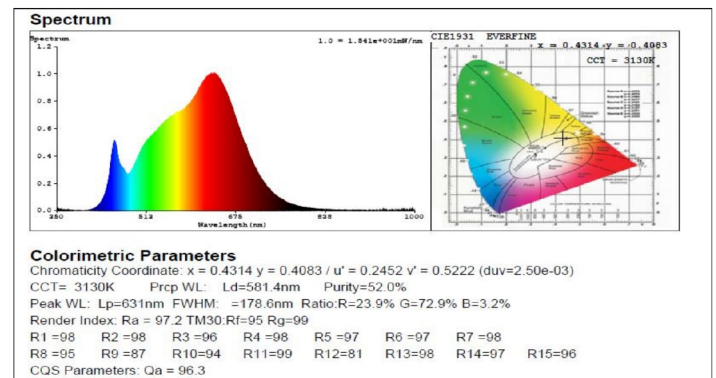 Spectrum
Spectrum 1.0 = 1.841e+001mW/nm
1.2
1.0
0.8
0.6
0.4
0.2
0.0
380 513 678 838 1000
Wavelength(nm)
CIE1931 EVERFINE
x = 0.4314 y = 0.4083
CCT = 3130K
Colorimetric Parameters
Chromaticity Coordinate: x = 0.4314 y = 0.4083 / u' = 0.2452 v' = 0.5222 (duv=2.50e-03)
CCT= 3130K Prcp WL: Ld=581.4nm Purity=52.0%
Peak WL: Lp=631nm FWHM: =178.6nm Ratio:R=23.9% G=72.9% B=3.2%
Render Index: Ra = 97.2 TM30:Rf=95 Rg=99
R1 =98 R2 =98 R3 =96 R4 =98 R5 =97 R6 =97 R7 =98
R8 =95 R9 =87 R10=94 R11=99 R12=81 R13=98 R14=97 R15=96
CQS Parameters: Qa = 96.3